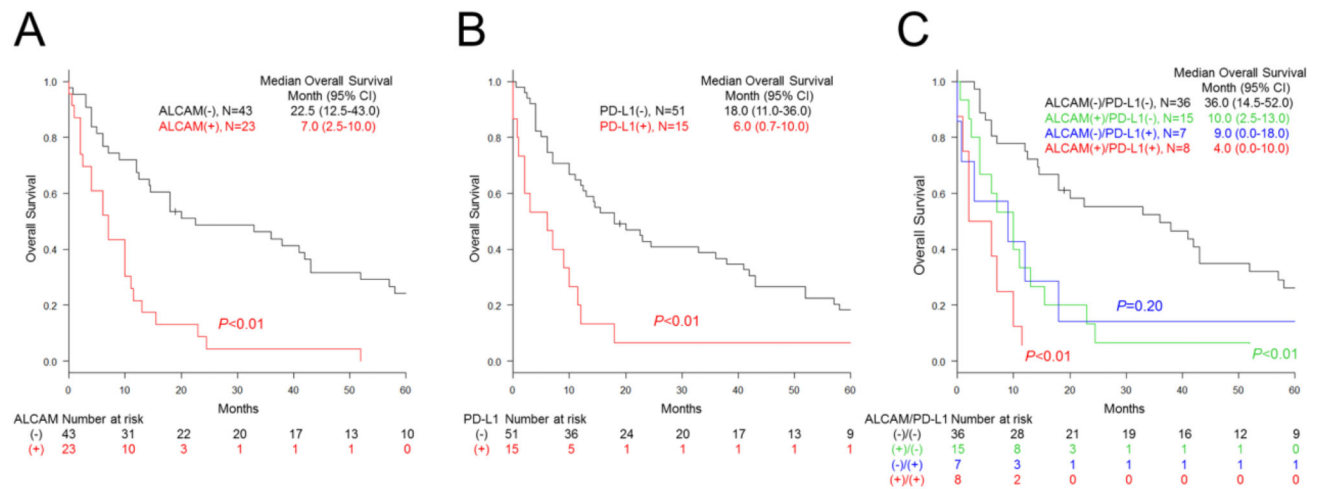 A
Median Overall Survival
Month (95% CI)
ALCAM(-), N=43 22.5 (12.5-43.0)
ALCAM(+), N=23 7.0 (2.5-10.0)
Overall Survival
1.0
0.8
0.6
0.4
0.2
0.0
P<0.01
0 10 20 30 40 50 60
Months
ALCAM Number at risk
(-) 43 31 22 20 17 13 10
(+) 23 10 3 1 1 1 0
B
Median Overall Survival
Month (95% CI)
PD-L1(-), N=51 18.0 (11.0-36.0)
PD-L1(+), N=15 6.0 (0.7-10.0)
Overall Survival
1.0
0.8
0.6
0.4
0.2
0.0
P<0.01
0 10 20 30 40 50 60
Months
PD-L1 Number at risk
(-) 51 36 24 20 17 13 9
(+) 15 5 1 1 1 1 1
C
Median Overall Survival
Month (95% CI)
ALCAM(-)/PD-L1(-), N=36 36.0 (14.5-52.0)
ALCAM(+)/PD-L1(-), N=15 10.0 (2.5-13.0)
ALCAM(-)/PD-L1(+), N=7 9.0 (0.0-18.0)
ALCAM(+)/PD-L1(+), N=8 4.0 (0.0-10.0)
Overall Survival
1.0
0.8
0.6
0.4
0.2
0.0
P=0.20
P<0.01
P<0.01
0 10 20 30 40 50 60
Months
ALCAM/PD-L1 Number at risk
(-)/(-) 36 28 21 19 16 12 9
(+)/(-) 15 8 3 1 1 1 0
(-)/(+) 7 3 1 1 1 1 1
(+)/(+) 8 2 0 0 0 0 0